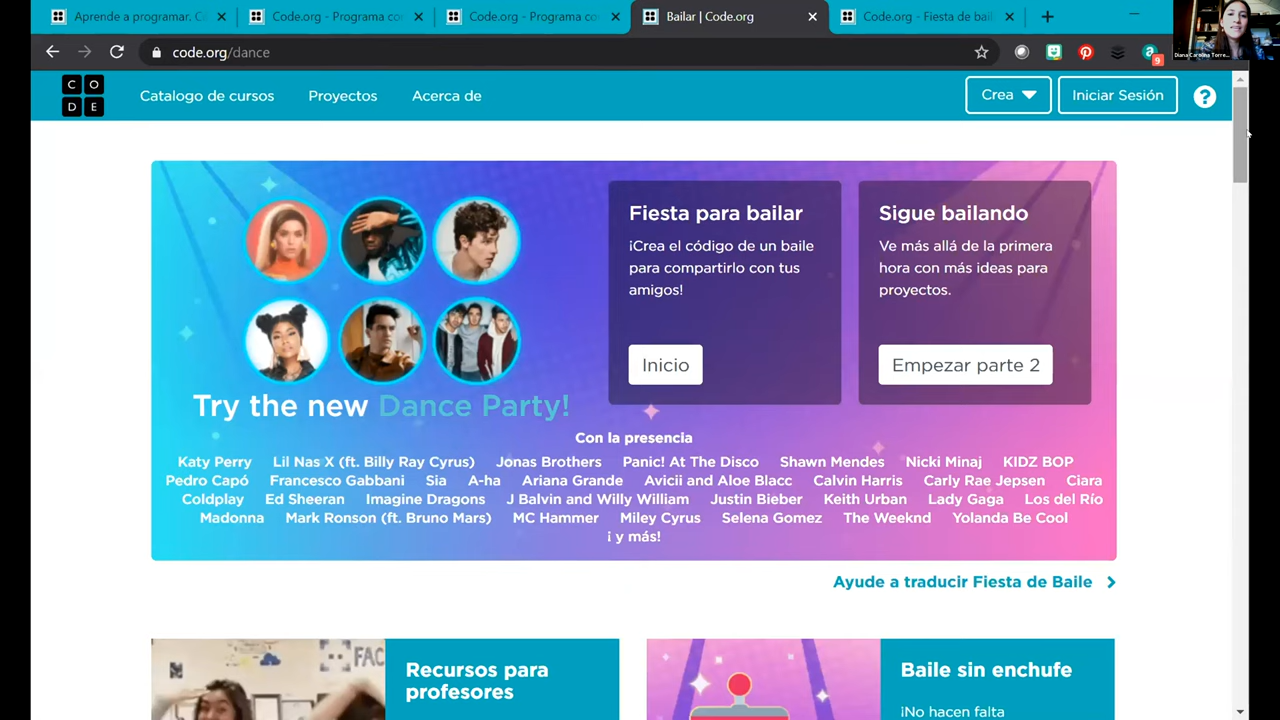 Aprende a programar. C
Code.org - Programa co
Code.org - Programa co
Bailar | Code.org
Code.org - Fiesta de bail
code.org/dance
9
C O
D E
Catalogo de cursos
Proyectos
Acerca de
Crea
Iniciar Sesión
?
Fiesta para bailar
¡Crea el código de un baile
para compartirlo con tus
amigos!
Inicio
Sigue bailando
Ve más allá de la primera
hora con más ideas para
proyectos.
Empezar parte 2
Try the new Dance Party!
Con la presencia
Katy Perry Lil Nas X (ft. Billy Ray Cyrus) Jonas Brothers Panic! At The Disco Shawn Mendes Nicki Minaj KIDZ BOP
Pedro Capó Francesco Gabbani Sia A-ha Ariana Grande Avicii and Aloe Blacc Calvin Harris Carly Rae Jepsen Ciara
Coldplay Ed Sheeran Imagine Dragons J Balvin and Willy William Justin Bieber Keith Urban Lady Gaga Los del Río
Madonna Mark Ronson (ft. Bruno Mars) MC Hammer Miley Cyrus Selena Gomez The Weeknd Yolanda Be Cool
¡ y más!
Ayude a traducir Fiesta de Baile
FAC
Recursos para
profesores
Baile sin enchufe
¡No hacen falta